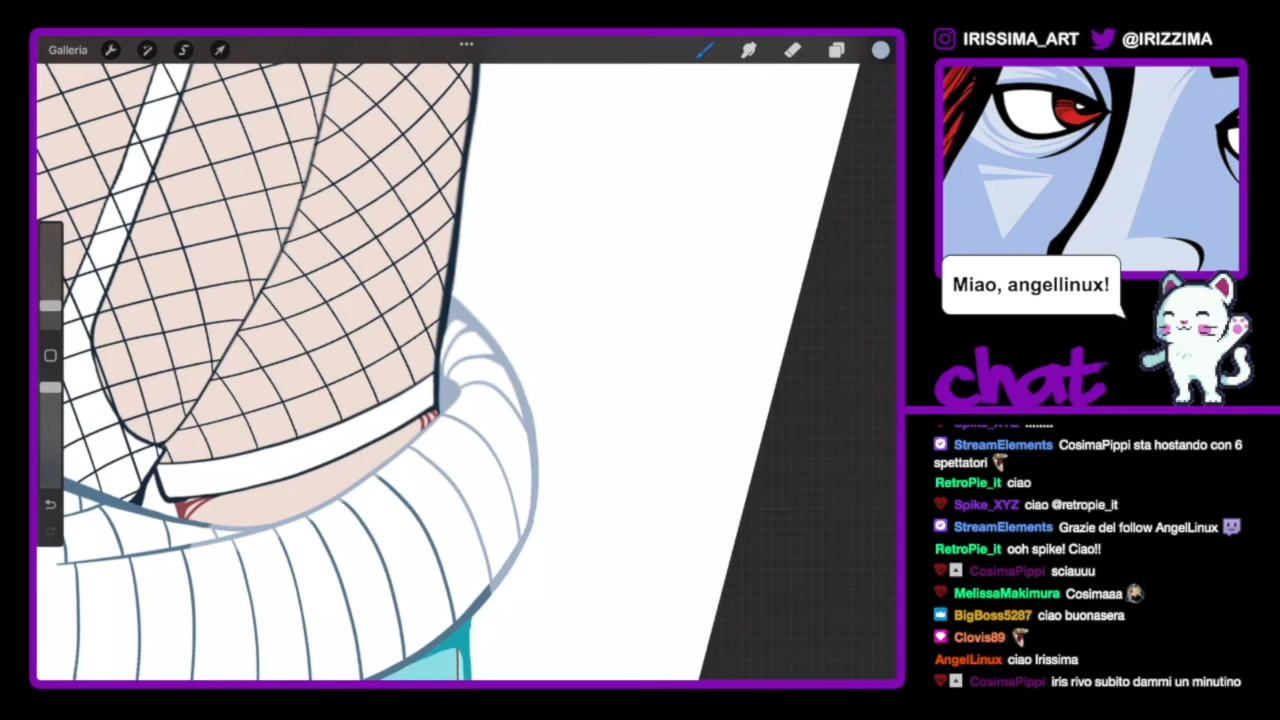 Galleria
IRISSIMA_ART
@IRIZZIMA
Miao, angellinux!
chat
Spike_XYZ ........
StreamElements CosimaPippi sta hostando con 6
spettatori
RetroPie_it ciao
Spike_XYZ ciao @retropie_it
StreamElements Grazie del follow AngelLinux
RetroPie_it ooh spike! Ciao!!
CosimaPippi sciauuu
MelissaMakimura Cosimaaa
BigBoss5287 ciao buonasera
Clovis89
AngelLinux ciao Irissima
CosimaPippi iris rivo subito dammi un minutino